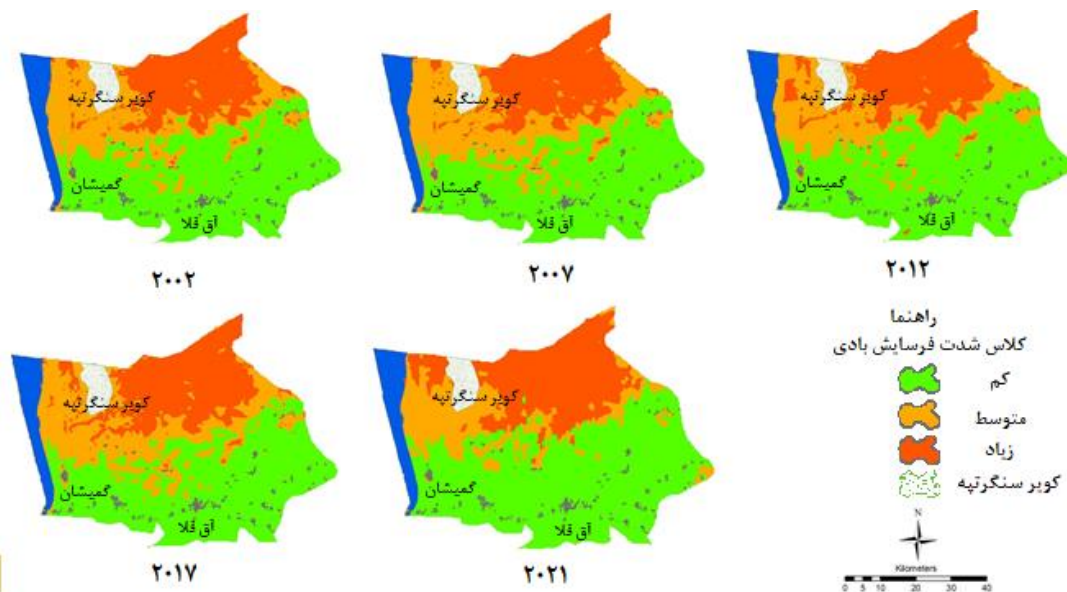 کویر سنگرتپه
گمیشان
آق قلا
۲۰۰۲
کویر سنگرتپه
گمیشان
آق قلا
۲۰۰۷
کویر سنگرتپه
گمیشان
آق قلا
۲۰۱۲
کویر سنگرتپه
گمیشان
آق قلا
۲۰۱۷
کویر سنگرتپه
گمیشان
آق قلا
۲۰۲۱
راهنما
کلاس شدت فرسایش بادی
کم
متوسط
زیاد
کویر سنگرتپه
N
Kilometers
0 5 10 20 30 40